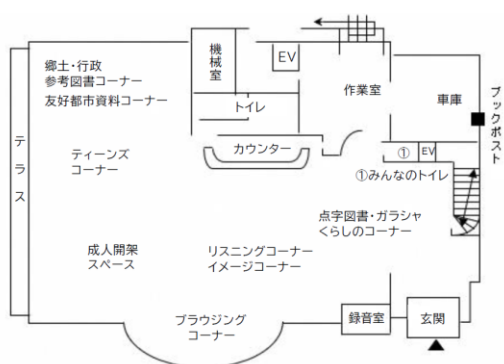 機械室
EV
郷土・行政
参考図書コーナー
友好都市資料コーナー
作業室
車庫
ブックポスト
トイレ
テラス
カウンター
①
EV
ティーンズ
コーナー
①みんなのトイレ
点字図書・ガラシャ
くらしのコーナー
成人開架
スペース
リスニングコーナー
イメージコーナー
ブラウジング
コーナー
録音室
玄関